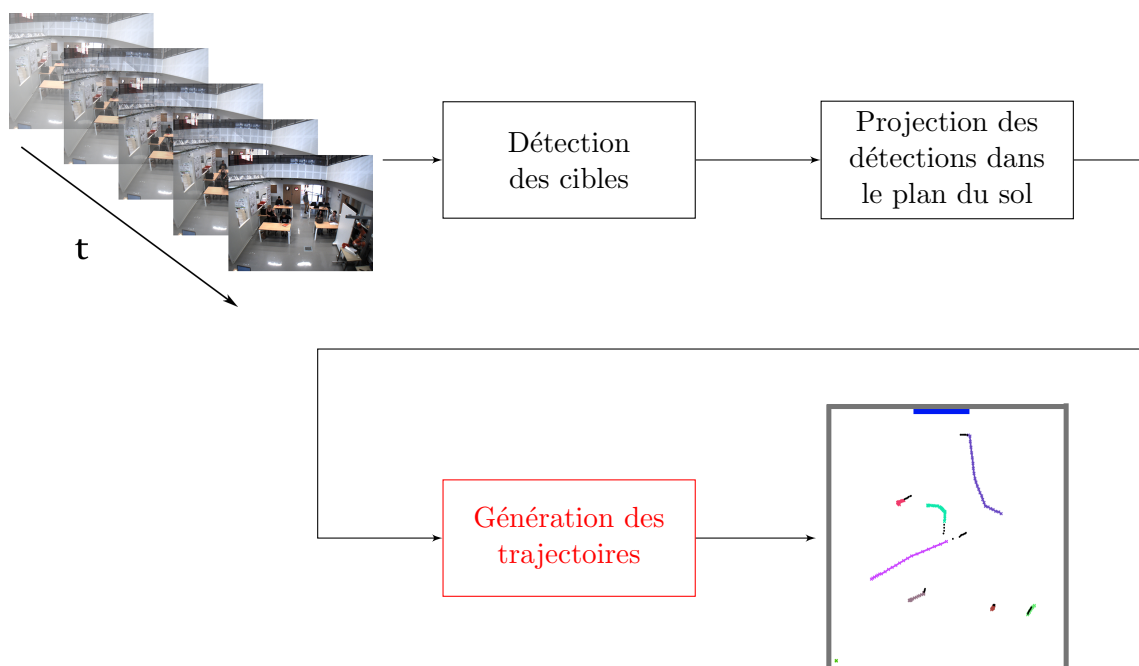 Détection
des cibles
Projection des
détections dans
le plan du sol
t
Génération des
trajectoires